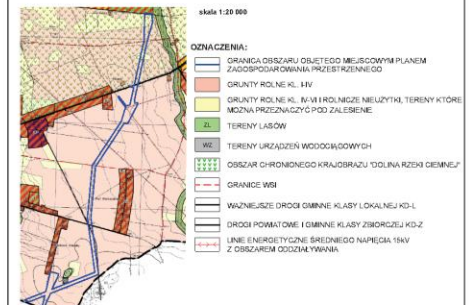 skala 1:20 000
OZNACZENIA:
GRANICA OBSZARU OBJĘTEGO MIEJSCOWYM PLANEM
ZAGOSPODAROWANIA PRZESTRZENNEGO
GRUNTY ROLNE KL. I-IV
GRUNTY ROLNE KL. IV-VI I ROLNICZE NIEUŻYTKI, TERENY KTÓRE
MOŻNA PRZEZNACZYĆ POD ZALESIENIE
ZL TERENY LASÓW
WZ TERENY URZĄDZEŃ WODOCIĄGOWYCH
OBSZAR CHRONIONEGO KRAJOBRAZU "DOLINA RZEKI CIEMNEJ"
GRANICE WSI
WAŻNIEJSZE DROGI GMINNE KLASY LOKALNEJ KD-L
DROGI POWIATOWE I GMINNE KLASY ZBIORCZEJ KD-Z
LINIE ENERGETYCZNE ŚREDNIEGO NAPIĘCIA 15kV
Z OBSZAREM ODDZIAŁYWANIA